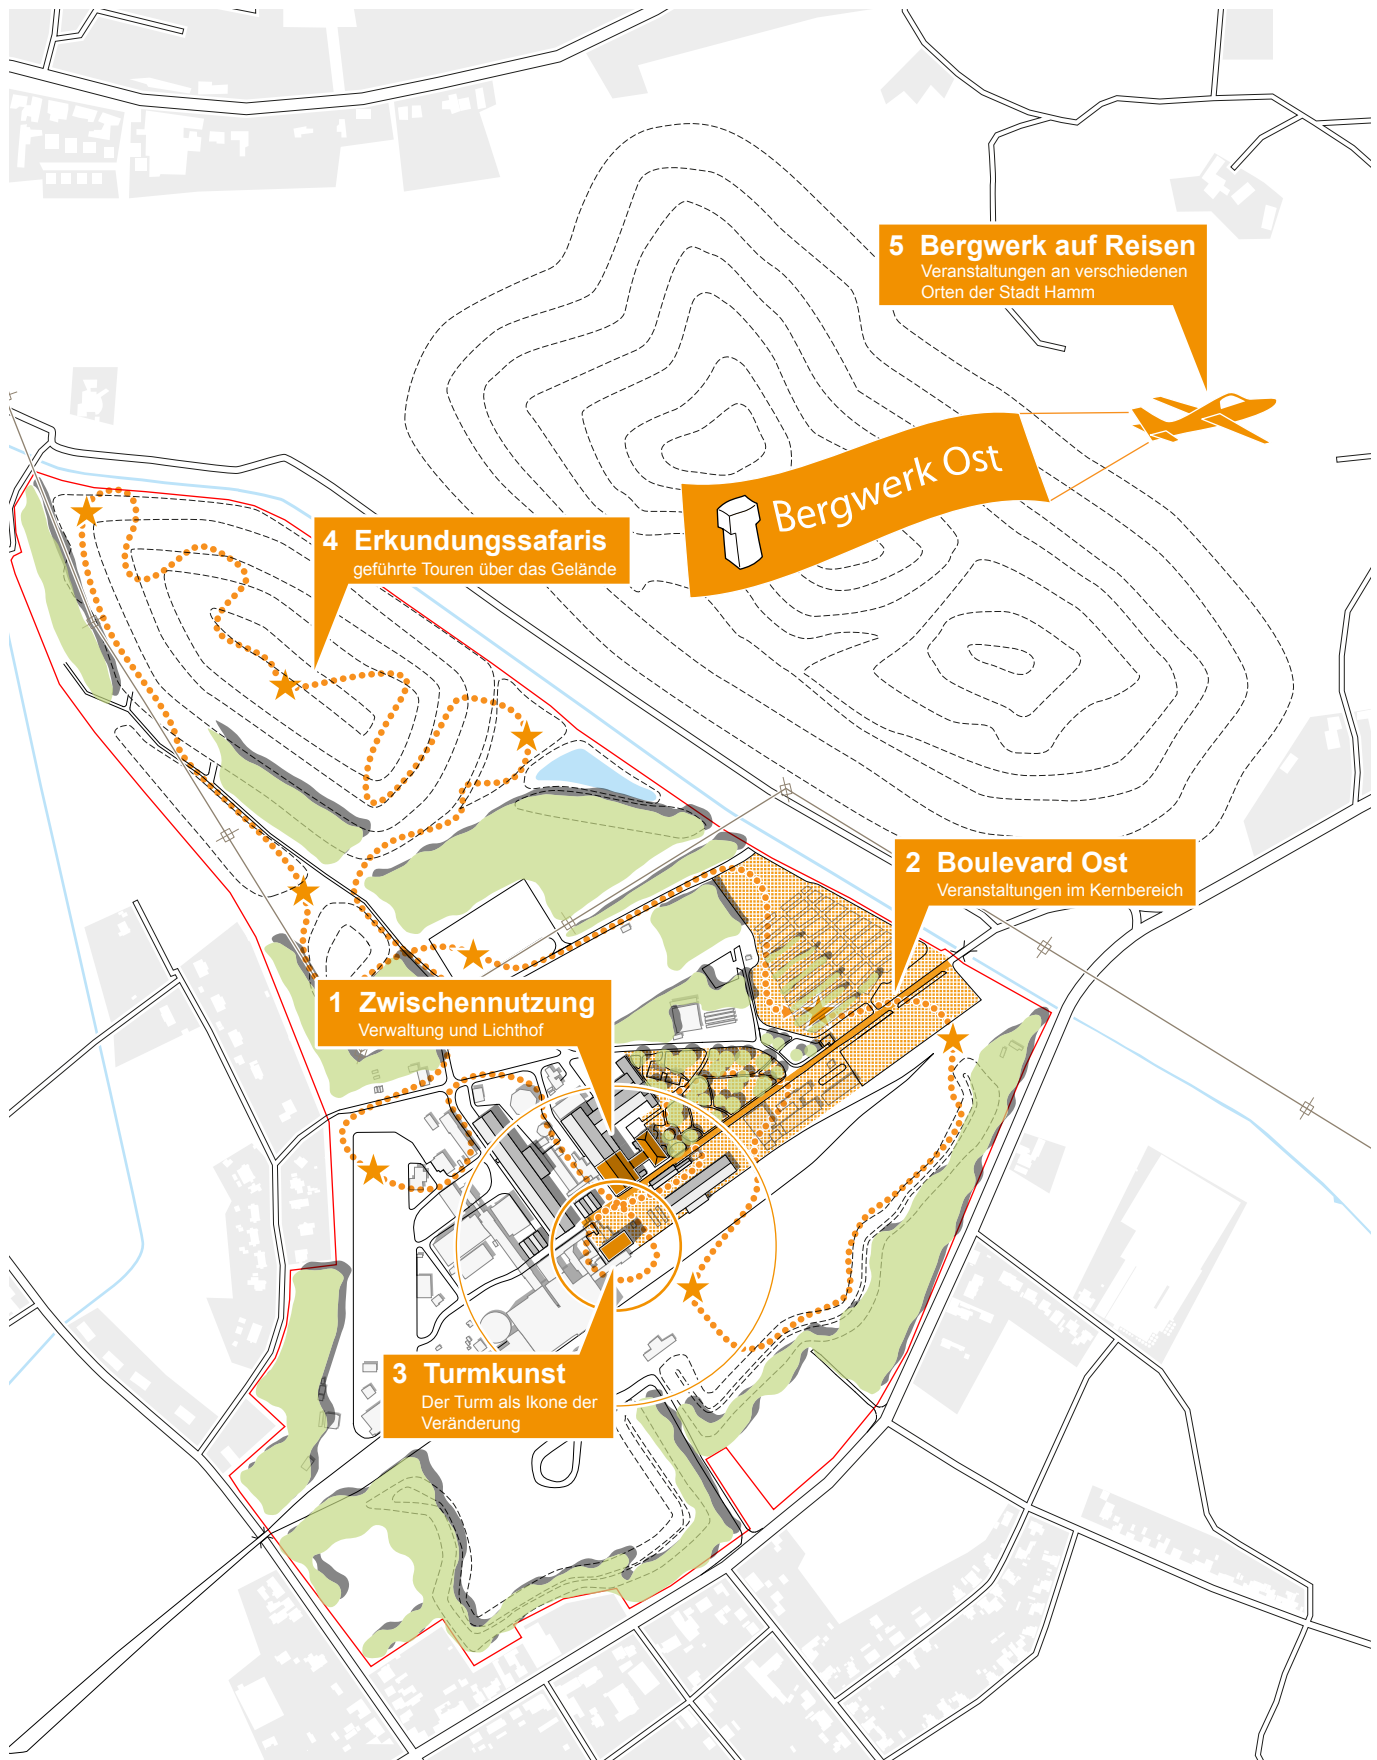 5 Bergwerk auf Reisen
Veranstaltungen an verschiedenen
Orten der Stadt Hamm
Bergwerk Ost
4 Erkundungssafaris
geführte Touren über das Gelände
2 Boulevard Ost
Veranstaltungen im Kernbereich
1 Zwischennutzung
Verwaltung und Lichthof
3 Turmkunst
Der Turm als Ikone der
Veränderung